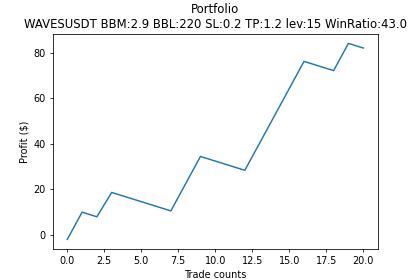 Portfolio
WAVESUSDT BBM:2.9 BBL:220 SL:0.2 TP:1.2 lev:15 WinRatio:43.0
80
60
40
20
0
Profit ($)
0.0 2.5 5.0 7.5 10.0 12.5 15.0 17.5 20.0
Trade counts